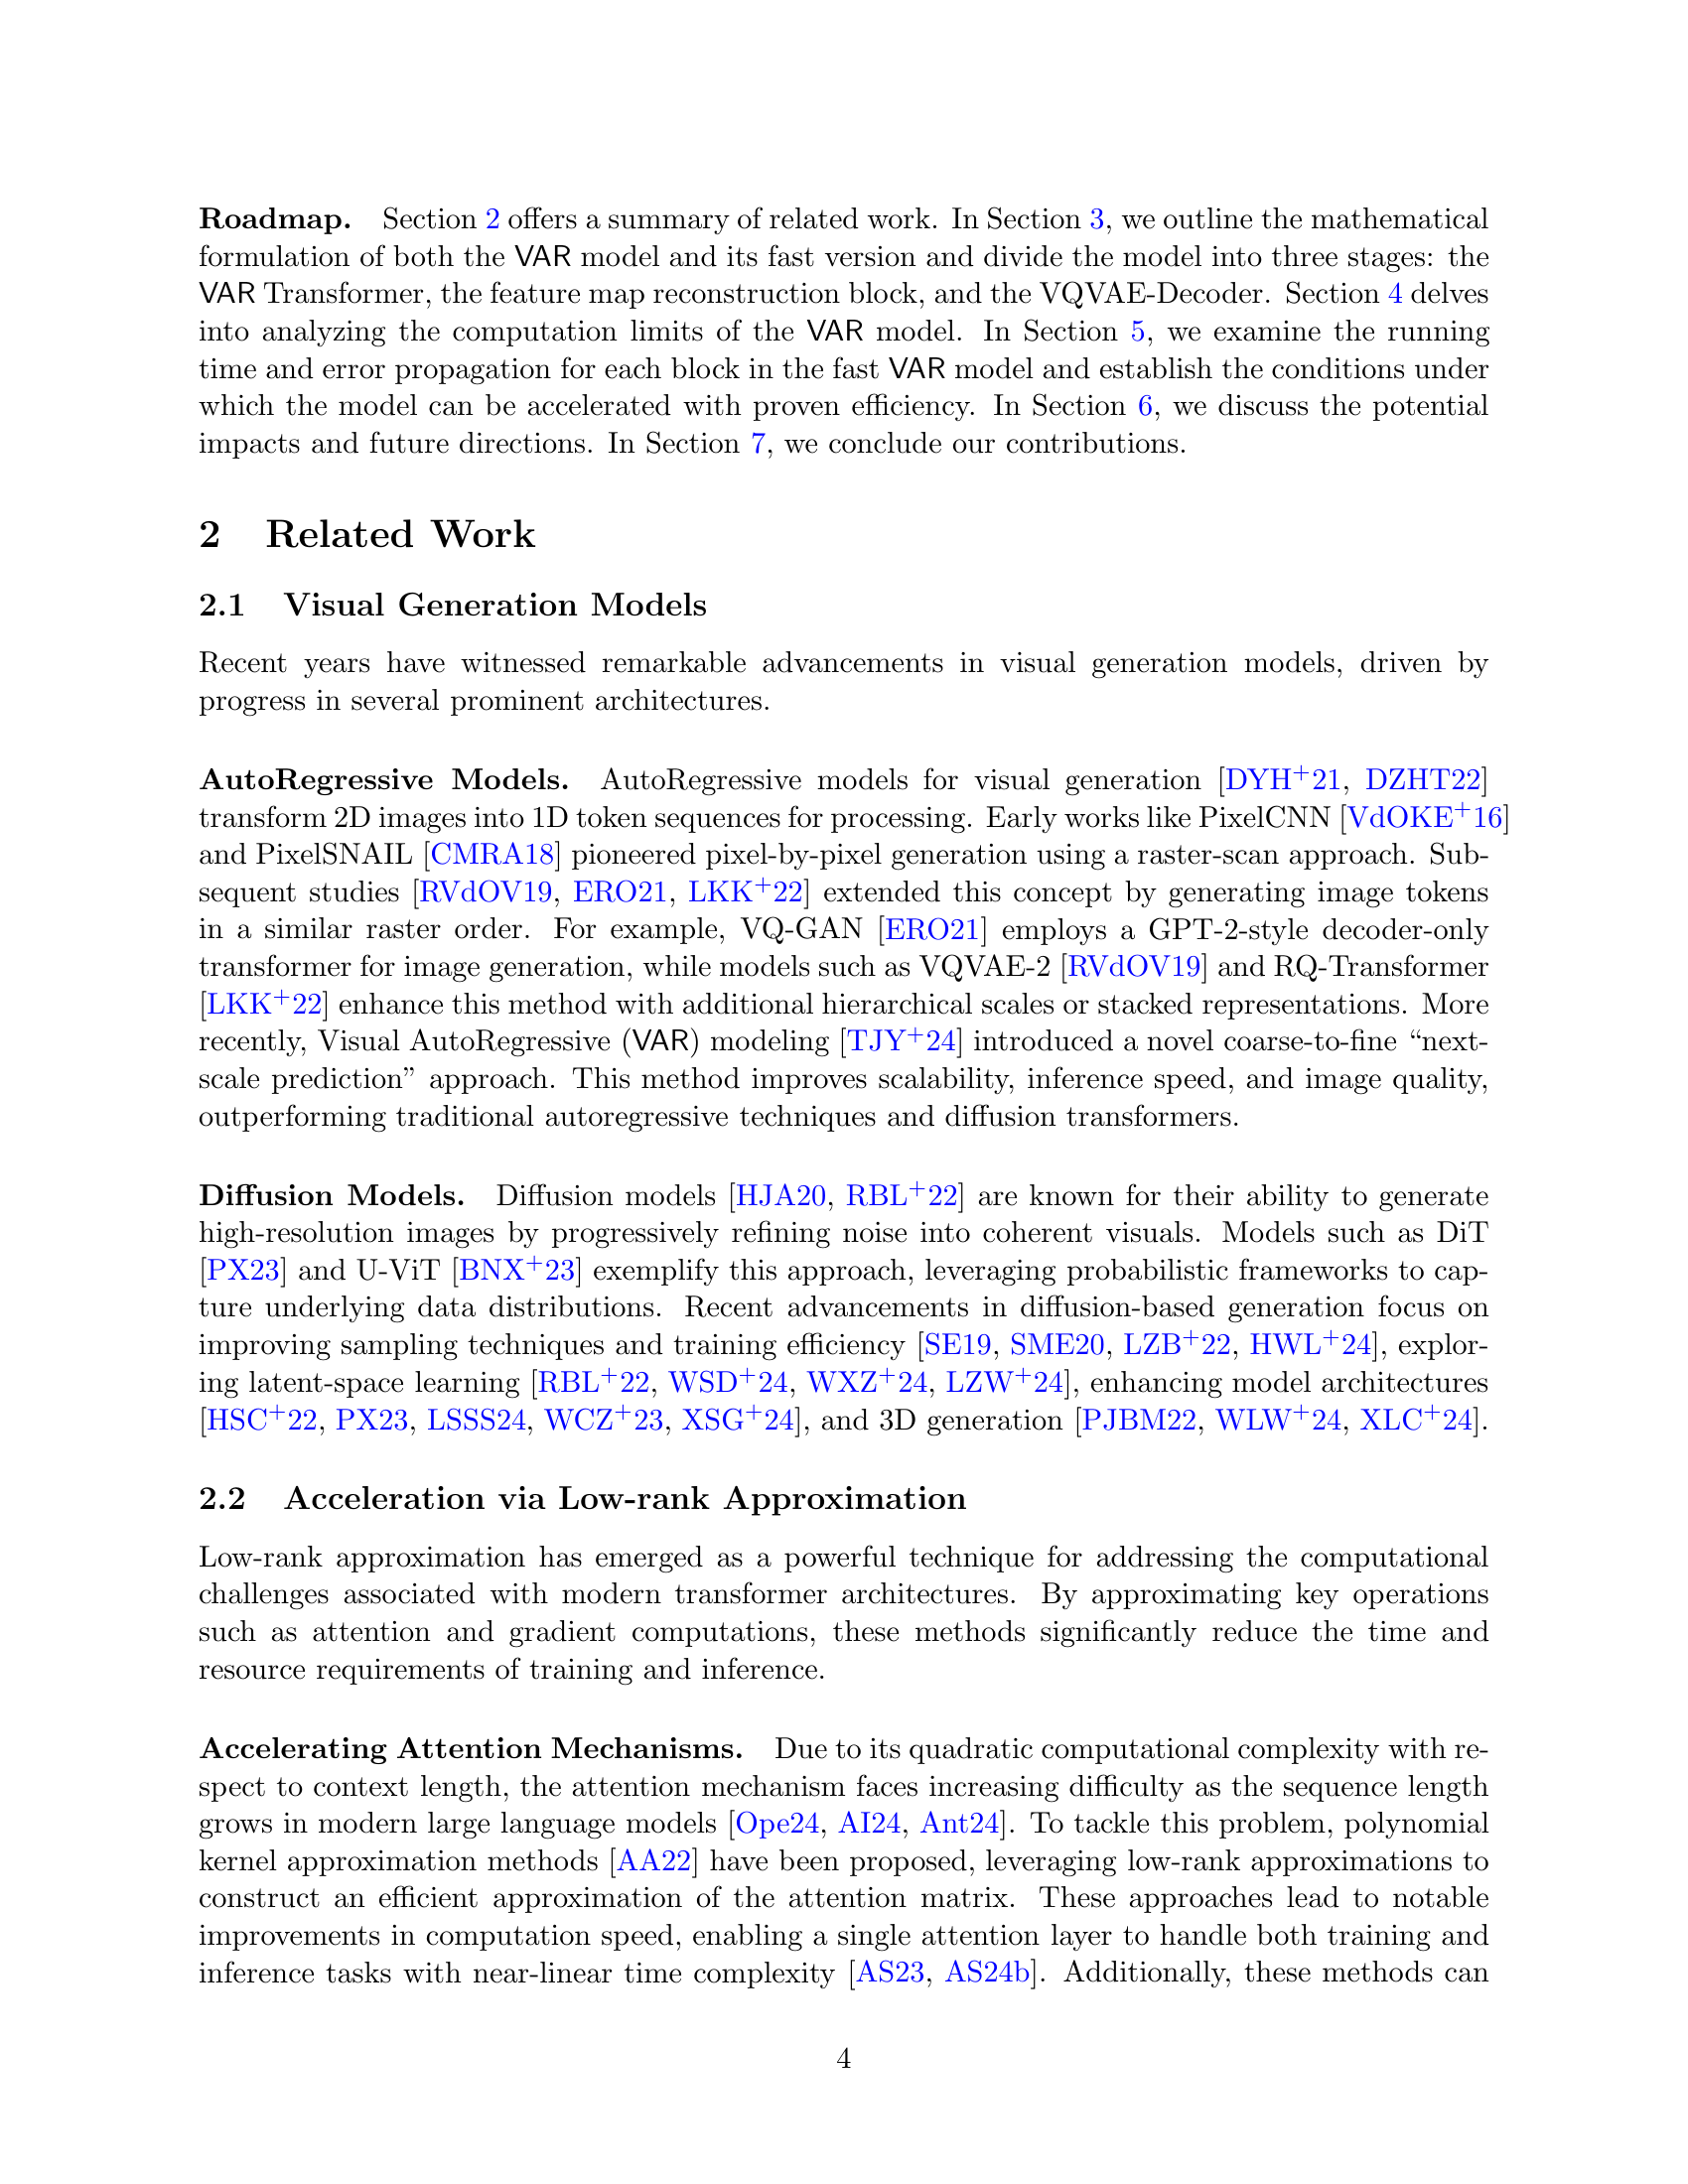 Roadmap. Section 2 offers a summary of related work. In Section 3, we outline the mathematical
formulation of both the VAR model and its fast version and divide the model into three stages: the
VAR Transformer, the feature map reconstruction block, and the VQVAE-Decoder. Section 4 delves
into analyzing the computation limits of the VAR model. In Section 5, we examine the running
time and error propagation for each block in the fast VAR model and establish the conditions under
which the model can be accelerated with proven efficiency. In Section 6, we discuss the potential
impacts and future directions. In Section 7, we conclude our contributions.
2 Related Work
2.1 Visual Generation Models
Recent years have witnessed remarkable advancements in visual generation models, driven by
progress in several prominent architectures.
AutoRegressive Models. AutoRegressive models for visual generation [DYH+21, DZHT22]
transform 2D images into 1D token sequences for processing. Early works like PixelCNN [VdOKE+16]
and PixelSNAIL [CMRA18] pioneered pixel-by-pixel generation using a raster-scan approach. Sub-
sequent studies [RVdOV19, ERO21, LKK+22] extended this concept by generating image tokens
in a similar raster order. For example, VQ-GAN [ERO21] employs a GPT-2-style decoder-only
transformer for image generation, while models such as VQVAE-2 [RVdOV19] and RQ-Transformer
[LKK+22] enhance this method with additional hierarchical scales or stacked representations. More
recently, Visual AutoRegressive (VAR) modeling [TJY+24] introduced a novel coarse-to-fine “next-
scale prediction” approach. This method improves scalability, inference speed, and image quality,
outperforming traditional autoregressive techniques and diffusion transformers.
Diffusion Models. Diffusion models [HJA20, RBL+22] are known for their ability to generate
high-resolution images by progressively refining noise into coherent visuals. Models such as DiT
[PX23] and U-ViT [BNX+23] exemplify this approach, leveraging probabilistic frameworks to cap-
ture underlying data distributions. Recent advancements in diffusion-based generation focus on
improving sampling techniques and training efficiency [SE19, SME20, LZB+22, HWL+24], explor-
ing latent-space learning [RBL+22, WSD+24, WXZ+24, LZW+24], enhancing model architectures
[HSC+22, PX23, LSSS24, WCZ+23, XSG+24], and 3D generation [PJBM22, WLW+24, XLC+24].
2.2 Acceleration via Low-rank Approximation
Low-rank approximation has emerged as a powerful technique for addressing the computational
challenges associated with modern transformer architectures. By approximating key operations
such as attention and gradient computations, these methods significantly reduce the time and
resource requirements of training and inference.
Accelerating Attention Mechanisms. Due to its quadratic computational complexity with re-
spect to context length, the attention mechanism faces increasing difficulty as the sequence length
grows in modern large language models [Ope24, AI24, Ant24]. To tackle this problem, polynomial
kernel approximation methods [AA22] have been proposed, leveraging low-rank approximations to
construct an efficient approximation of the attention matrix. These approaches lead to notable
improvements in computation speed, enabling a single attention layer to handle both training and
inference tasks with near-linear time complexity [AS23, AS24b]. Additionally, these methods can
4